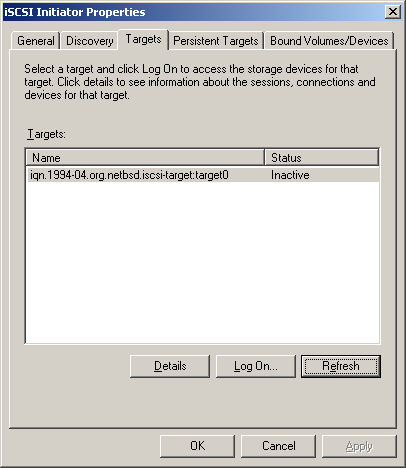 iSCSI Initiator Properties
General Discovery Targets Persistent Targets Bound Volumes/Devices
Select a target and click Log On to access the storage devices for that
target. Click details to see information about the sessions, connections and
devices for that target.
Targets:
Name Status
iqn.1994-04.org.netbsd.iscsi-target:target0 Inactive
Details Log On... Refresh
OK Cancel Apply